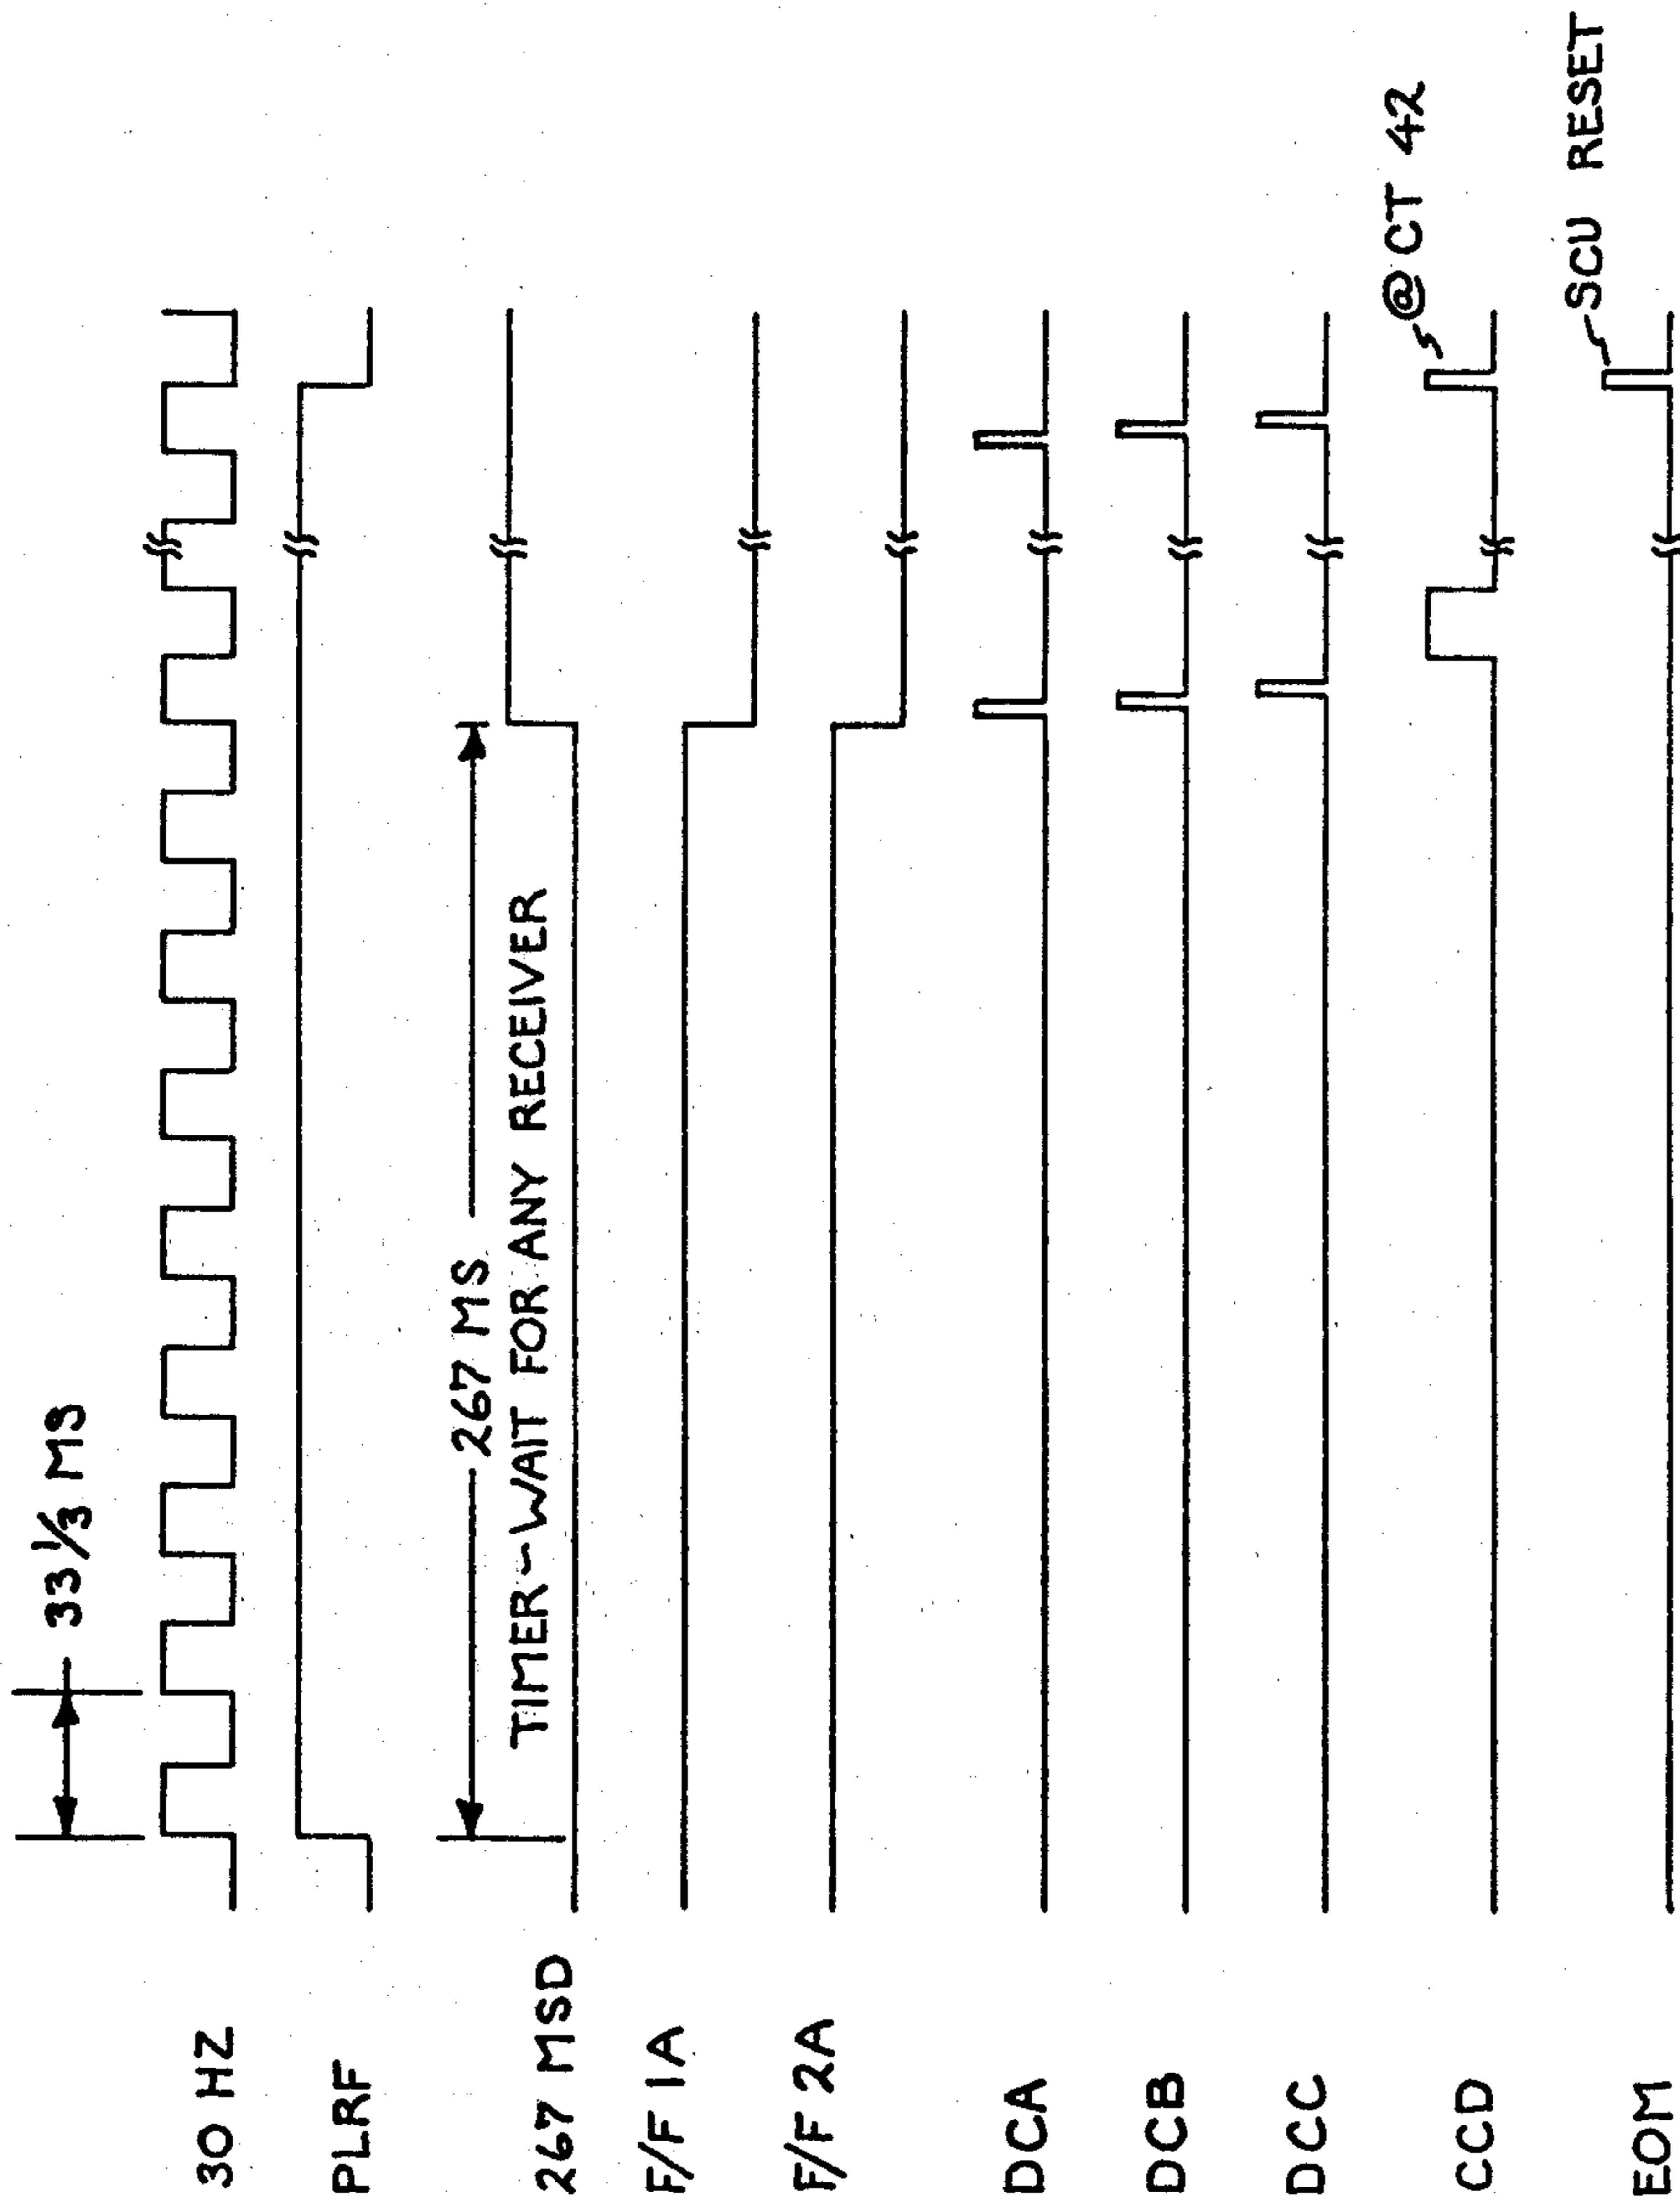 33 1/3 MS
30 HZ
PLRF
267 MS
TIMER-WAIT FOR ANY RECEIVER
267 MSD
F/F 1A
F/F 2A
DCA
DCB
DCC
@CT 42
CCD
SCU RESET
EOM